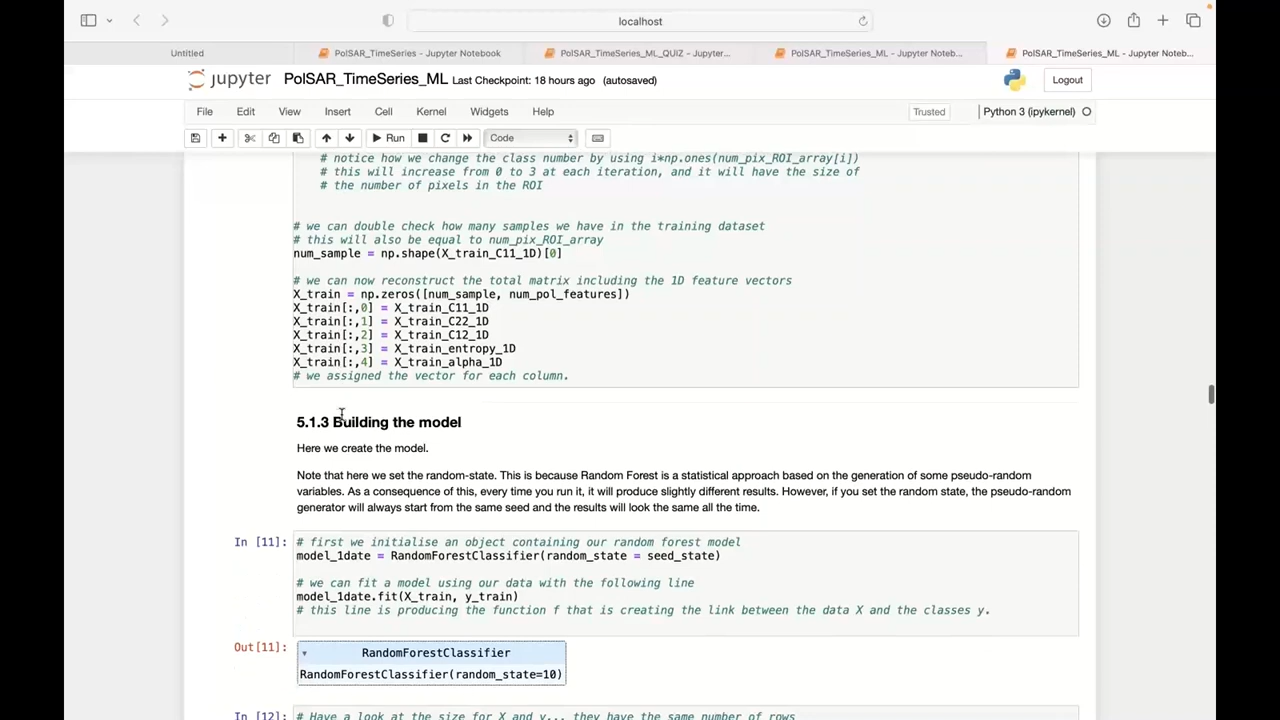 localhost
Untitled
PolSAR_TimeSeries - Jupyter Notebook
PolSAR_TimeSeries_ML_QUIZ - Jupyter...
PolSAR_TimeSeries_ML - Jupyter Noteb...
PolSAR_TimeSeries_ML - Jupyter Noteb...
jupyter PolSAR_TimeSeries_ML Last Checkpoint: 18 hours ago (autosaved)
Logout
File Edit View Insert Cell Kernel Widgets Help
Trusted
Python 3 (ipykernel)
Run
Code
# notice how we change the class number by using i*np.ones(num_pix_ROI_array[i])
# this will increase from 0 to 3 at each iteration, and it will have the size of
# the number of pixels in the ROI
# we can double check how many samples we have in the training dataset
# this will also be equal to num_pix_ROI_array
num_sample = np.shape(X_train_C11_1D)[0]
# we can now reconstruct the total matrix including the 1D feature vectors
X_train = np.zeros([num_sample, num_pol_features])
X_train[:,0] = X_train_C11_1D
X_train[:,1] = X_train_C22_1D
X_train[:,2] = X_train_C12_1D
X_train[:,3] = X_train_entropy_1D
X_train[:,4] = X_train_alpha_1D
# we assigned the vector for each column.
5.1.3 Building the model
Here we create the model.
Note that here we set the random-state. This is because Random Forest is a statistical approach based on the generation of some pseudo-random
variables. As a consequence of this, every time you run it, it will produce slightly different results. However, if you set the random state, the pseudo-random
generator will always start from the same seed and the results will look the same all the time.
In [11]:
# first we initialise an object containing our random forest model
model_1date = RandomForestClassifier(random_state = seed_state)
# we can fit a model using our data with the following line
model_1date.fit(X_train, y_train)
# this line is producing the function f that is creating the link between the data X and the classes y.
Out[11]:
RandomForestClassifier
RandomForestClassifier(random_state=10)
In [12]:
# Have a look at the size for X and y... they have the same number of rows